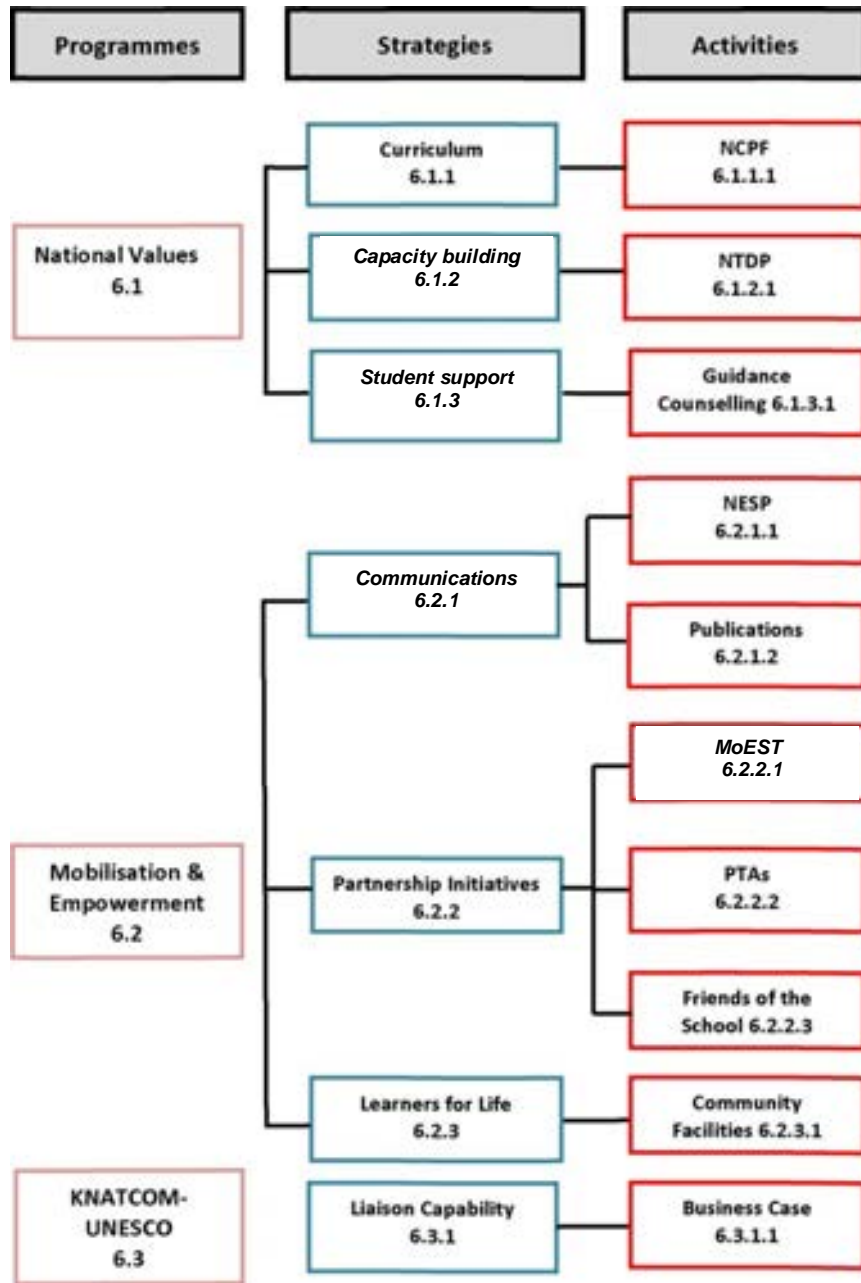 Programmes
Strategies
Activities
National Values
6.1
Curriculum
6.1.1
NCPF
6.1.1.1
Capacity building
6.1.2
NTDP
6.1.2.1
Student support
6.1.3
Guidance
Counselling 6.1.3.1
Mobilisation &
Empowerment
6.2
Communications
6.2.1
NESP
6.2.1.1
Publications
6.2.1.2
Partnership Initiatives
6.2.2
MoEST
6.2.2.1
PTAs
6.2.2.2
Friends of the
School 6.2.2.3
Learners for Life
6.2.3
Community
Facilities 6.2.3.1
KNATCOM-
UNESCO
6.3
Liaison Capability
6.3.1
Business Case
6.3.1.1